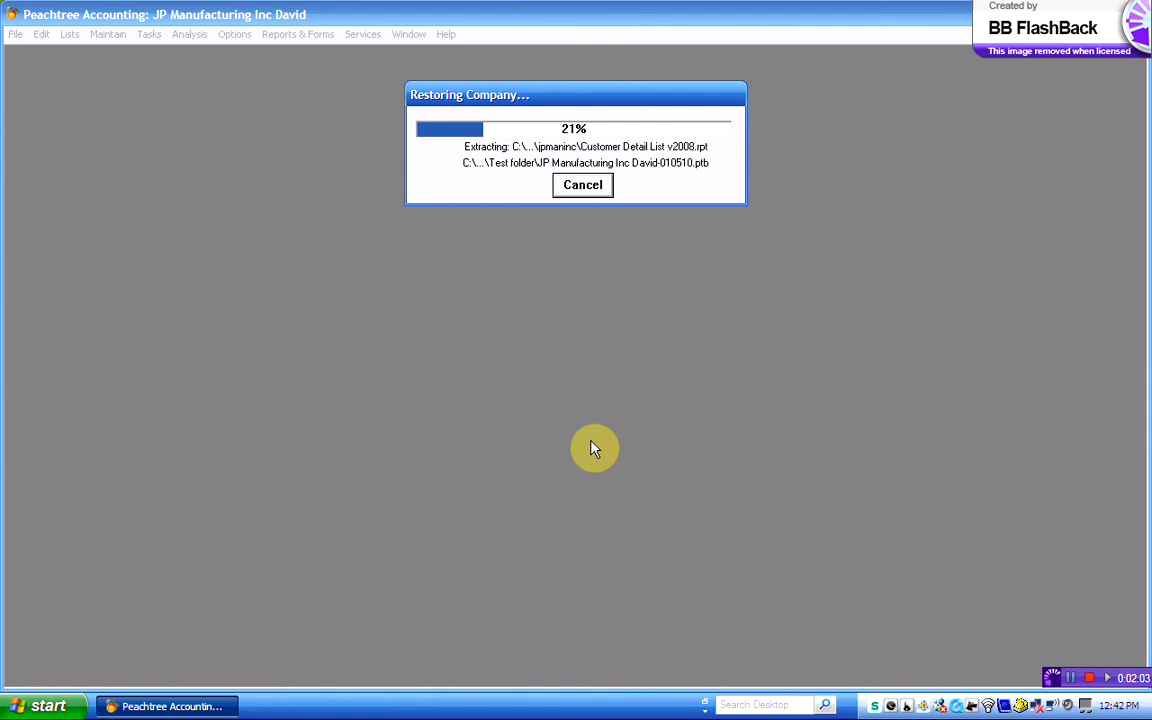 Peachtree Accounting: JP Manufacturing Inc David
Created by
BB FlashBack
This image removed when licensed
File Edit Lists Maintain Tasks Analysis Options Reports & Forms Services Window Help
Restoring Company...
21%
Extracting: C:\...\jpmaninc\Customer Detail List v2008.rpt
C:\...\Test folder\JP Manufacturing Inc David-010510.ptb
Cancel
0:02:03
start
Peachtree Accountin...
Search Desktop
S
12:42 PM